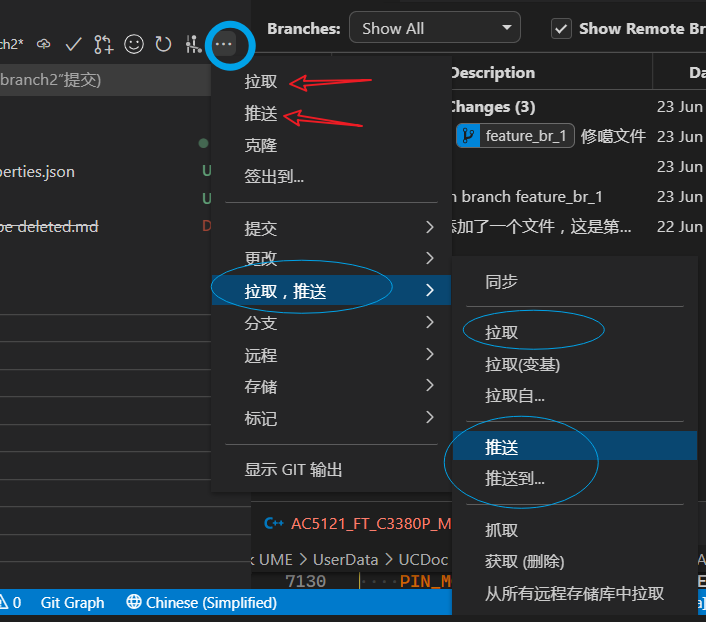 Branches: Show All Show Remote Br
ch2*
branch2"提交)
erties.json
U
U
be deleted.md
D
拉取
推送
克隆
签出到...
提交
更改
拉取，推送
分支
远程
存储
标记
显示 GIT 输出
Description Da
Changes (3) 23 Jun
feature_br_1 修噶文件 23 Jun
23 Jun
branch feature_br_1 23 Jun
加了一个文件，这是第... 22 Jun
同步
拉取
拉取(变基)
拉取自...
推送
推送到...
抓取
获取 (删除)
从所有远程存储库中拉取
C++ AC5121_FT_C3380P_M
k UME > UserData > UCDoc
7130 ····PIN_M
0 Git Graph Chinese (Simplified)